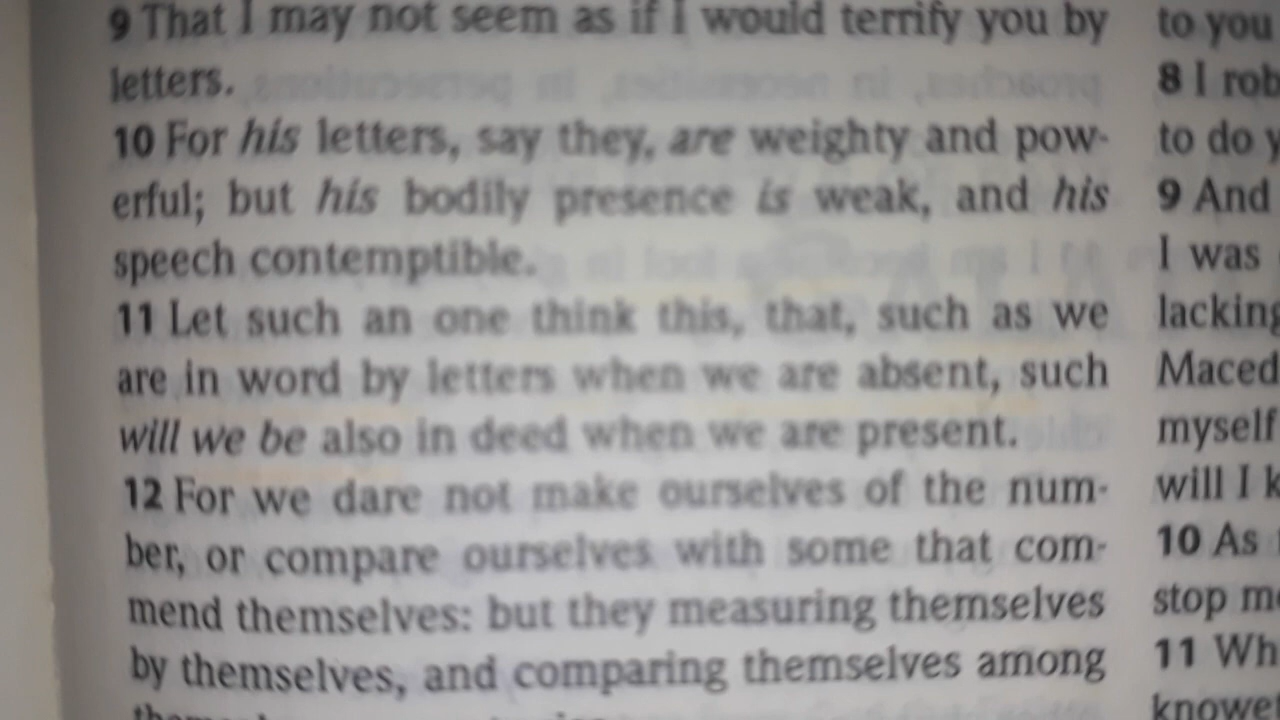 9 That I may not seem as if I would terrify you by
letters.
10 For his letters, say they, are weighty and pow-
erful; but his bodily presence is weak, and his
speech contemptible.
11 Let such an one think this, that, such as we
are in word by letters when we are absent, such
will we be also in deed when we are present.
12 For we dare not make ourselves of the num-
ber, or compare ourselves with some that com-
mend themselves: but they measuring themselves
by themselves, and comparing themselves among
to you
8 I rob
to do y
9 And
I was
lacking
Maced
myself
will I k
10 As
stop me
11 Wh
knowet